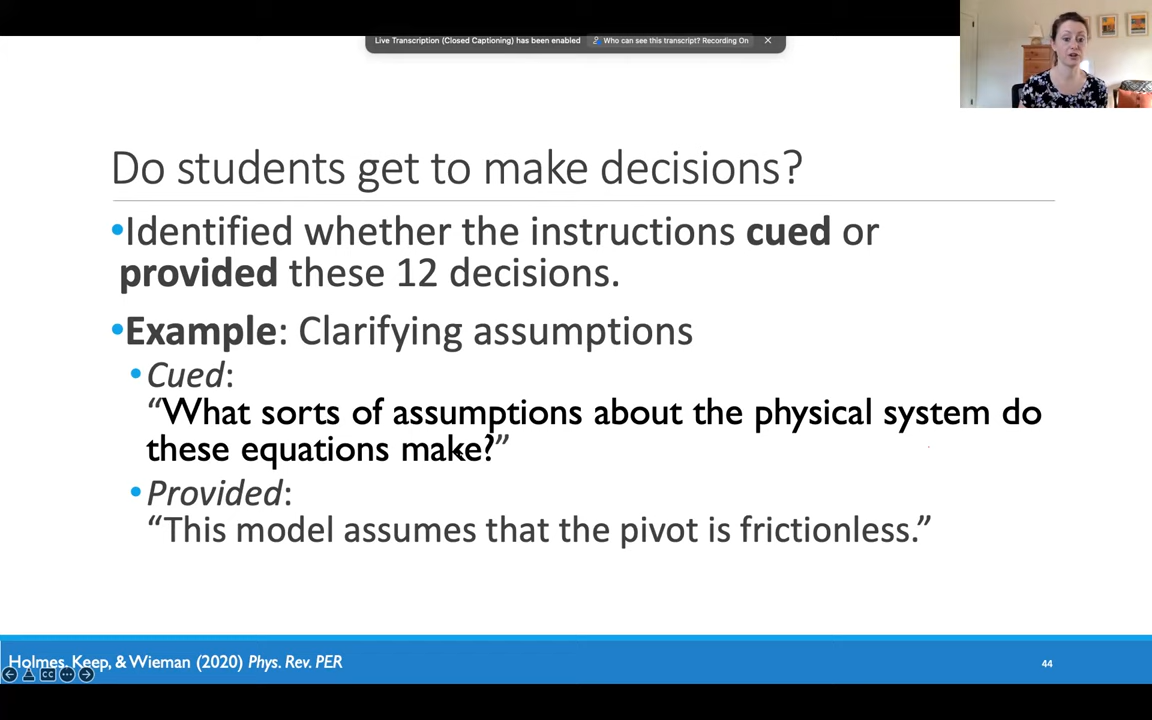 Live Transcription (Closed Captioning) has been enabled Who can see this transcript? Recording On
Do students get to make decisions?
•Identified whether the instructions cued or
provided these 12 decisions.
•Example: Clarifying assumptions
•Cued:
“What sorts of assumptions about the physical system do
these equations make?”
•Provided:
“This model assumes that the pivot is frictionless.”
Holmes, Keep, & Wieman (2020) Phys. Rev. PER
44
CC